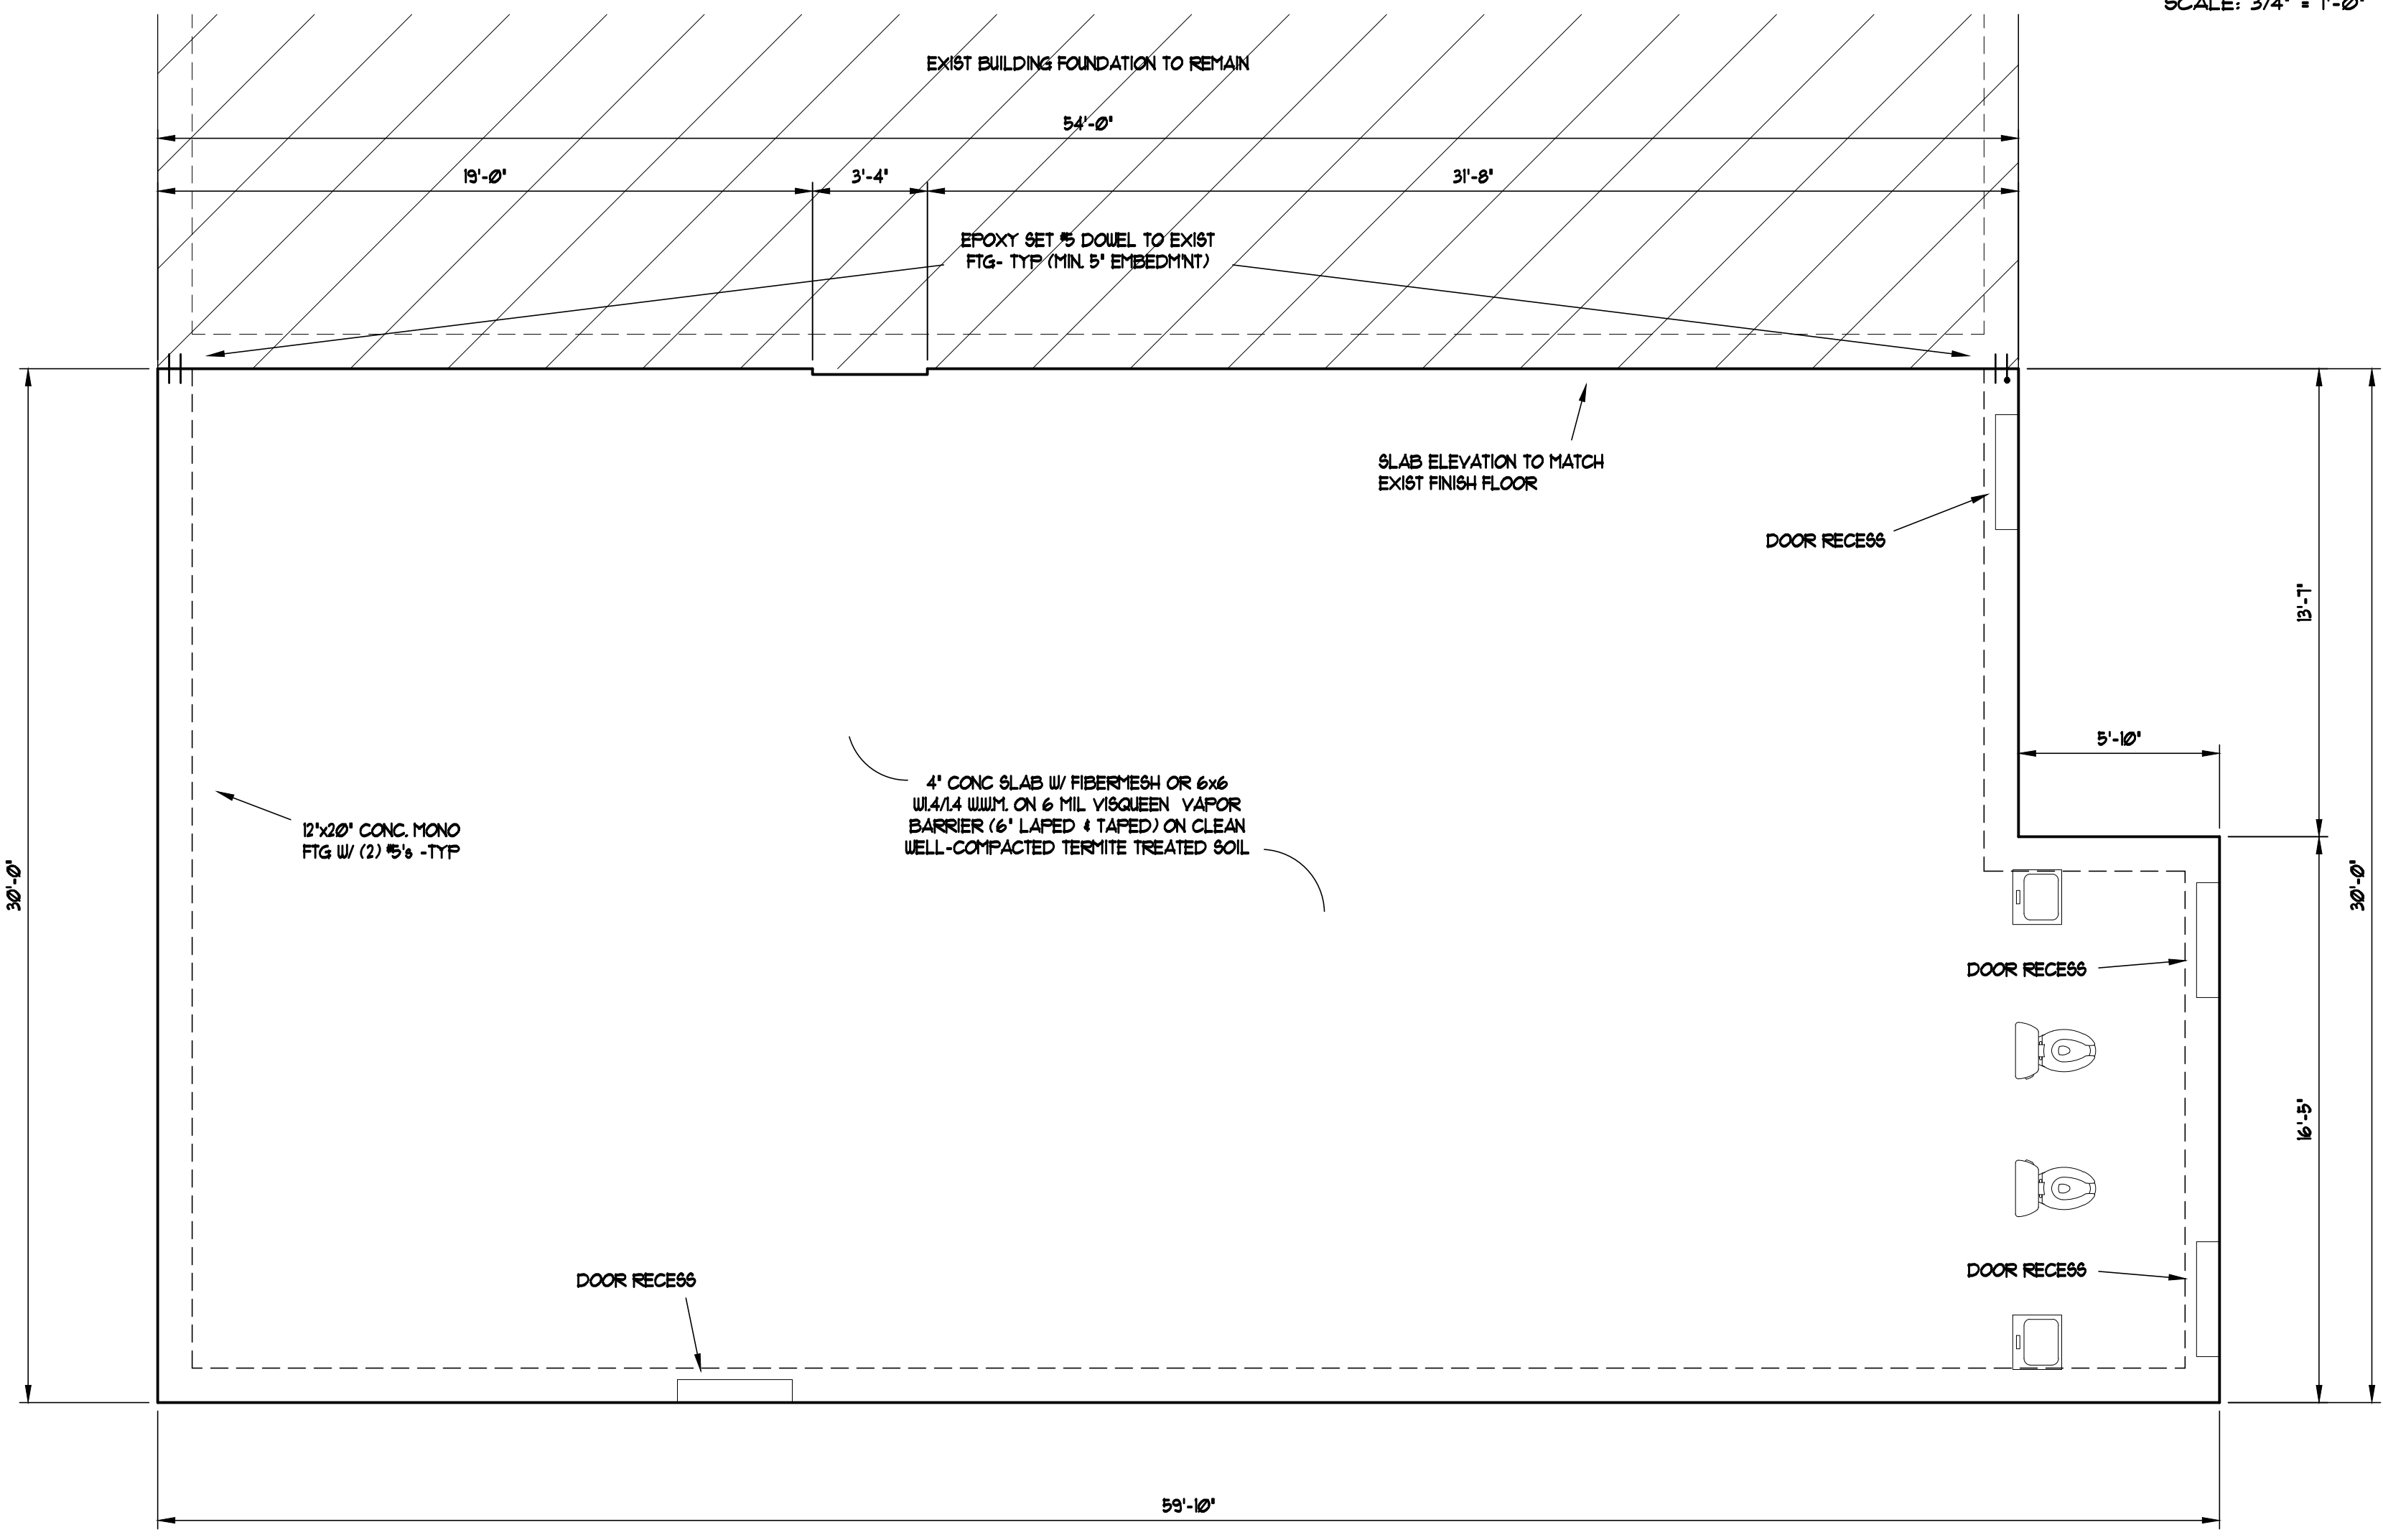 SCALE: 3/4" = 1'-0"
EXIST BUILDING FOUNDATION TO REMAIN
54'-0"
19'-0"
3'-4"
31'-8"
EPOXY SET #5 DOWEL TO EXIST
FTG- TYP (MIN. 5" EMBEDM'NT)
SLAB ELEVATION TO MATCH
EXIST FINISH FLOOR
DOOR RECESS
13'-7"
5'-10"
4" CONC SLAB W/ FIBERMESH OR 6x6
W1.4/1.4 W.W.M. ON 6 MIL VISQUEEN VAPOR
BARRIER (6" LAPED & TAPED) ON CLEAN
WELL-COMPACTED TERMITE TREATED SOIL
12"x20" CONC. MONO
FTG W/ (2) #5's -TYP
30'-0"
30'-0"
DOOR RECESS
16'-5"
DOOR RECESS
DOOR RECESS
59'-10"